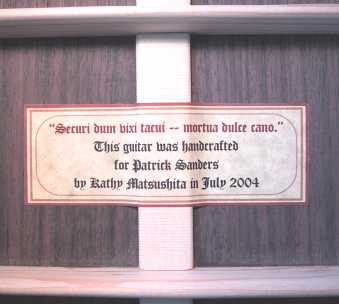 "Securi dum vixi tacui -- mortua dulce cano."
This guitar was handcrafted
for Patrick Sanders
by Kathy Matsushita in July 2004